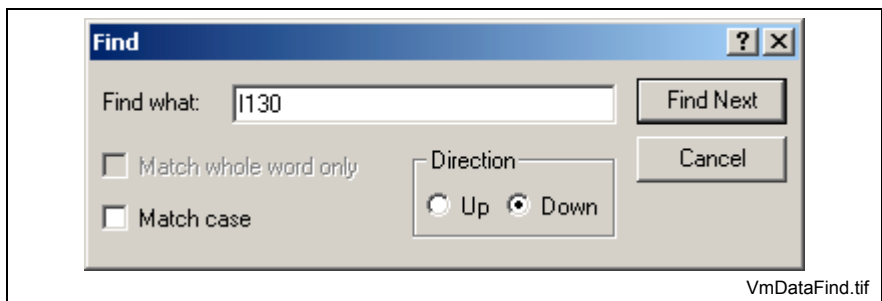 Find
Find what: I130
Find Next
Match whole word only
Direction
Cancel
Up Down
Match case
VmDataFind.tif